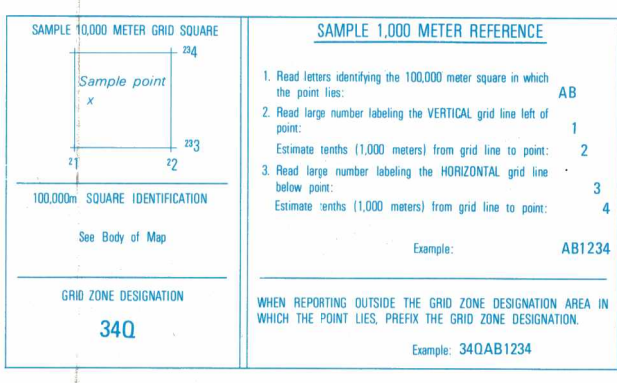 SAMPLE 10,000 METER GRID SQUARE
234
Sample point
x
233
21
22
100,000m SQUARE IDENTIFICATION
See Body of Map
GRID ZONE DESIGNATION
34Q
SAMPLE 1,000 METER REFERENCE
1. Read letters identifying the 100,000 meter square in which
the point lies: AB
2. Read large number labeling the VERTICAL grid line left of
point: 1
Estimate tenths (1,000 meters) from grid line to point: 2
3. Read large number labeling the HORIZONTAL grid line
below point: 3
Estimate tenths (1,000 meters) from grid line to point: 4
Example: AB1234
WHEN REPORTING OUTSIDE THE GRID ZONE DESIGNATION AREA IN
WHICH THE POINT LIES, PREFIX THE GRID ZONE DESIGNATION.
Example: 34QAB1234